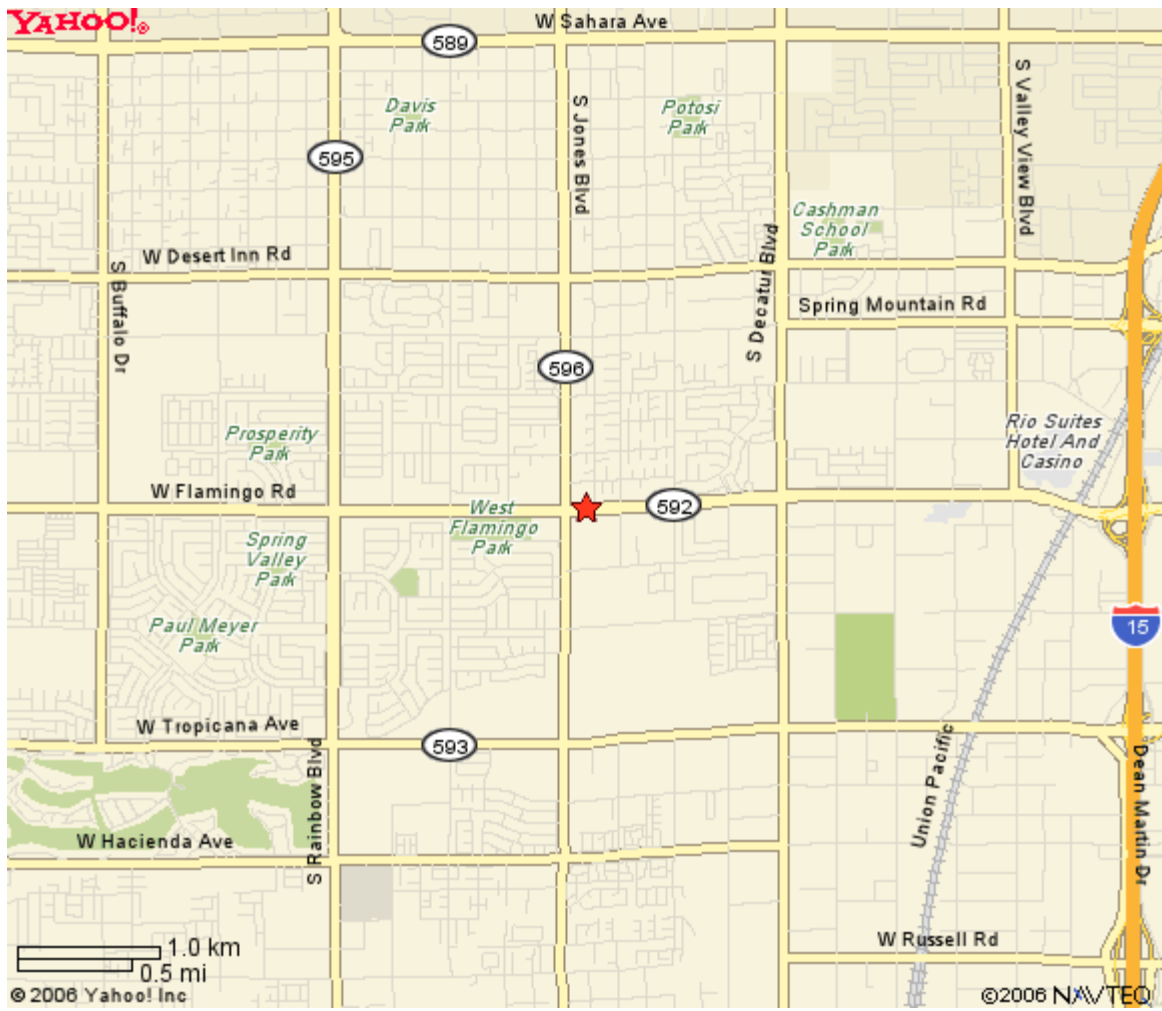 YAHOO!®
W Sahara Ave
589
S Valley View Blvd
Davis
Park
S Jones Blvd
Potosi
Park
595
Cashman
School
Park
W Desert Inn Rd
S Buffalo Dr
S Decatur Blvd
Spring Mountain Rd
596
Prosperity
Park
Rio Suites
Hotel And
Casino
W Flamingo Rd
West
Flamingo
Park
592
Spring
Valley
Park
Paul Meyer
Park
15
W Tropicana Ave
593
S Rainbow Blvd
Union Pacific
Dean Martin Dr
W Hacienda Ave
W Russell Rd
1.0 km
0.5 mi
© 2006 Yahoo! Inc
©2006 NAVTEQ